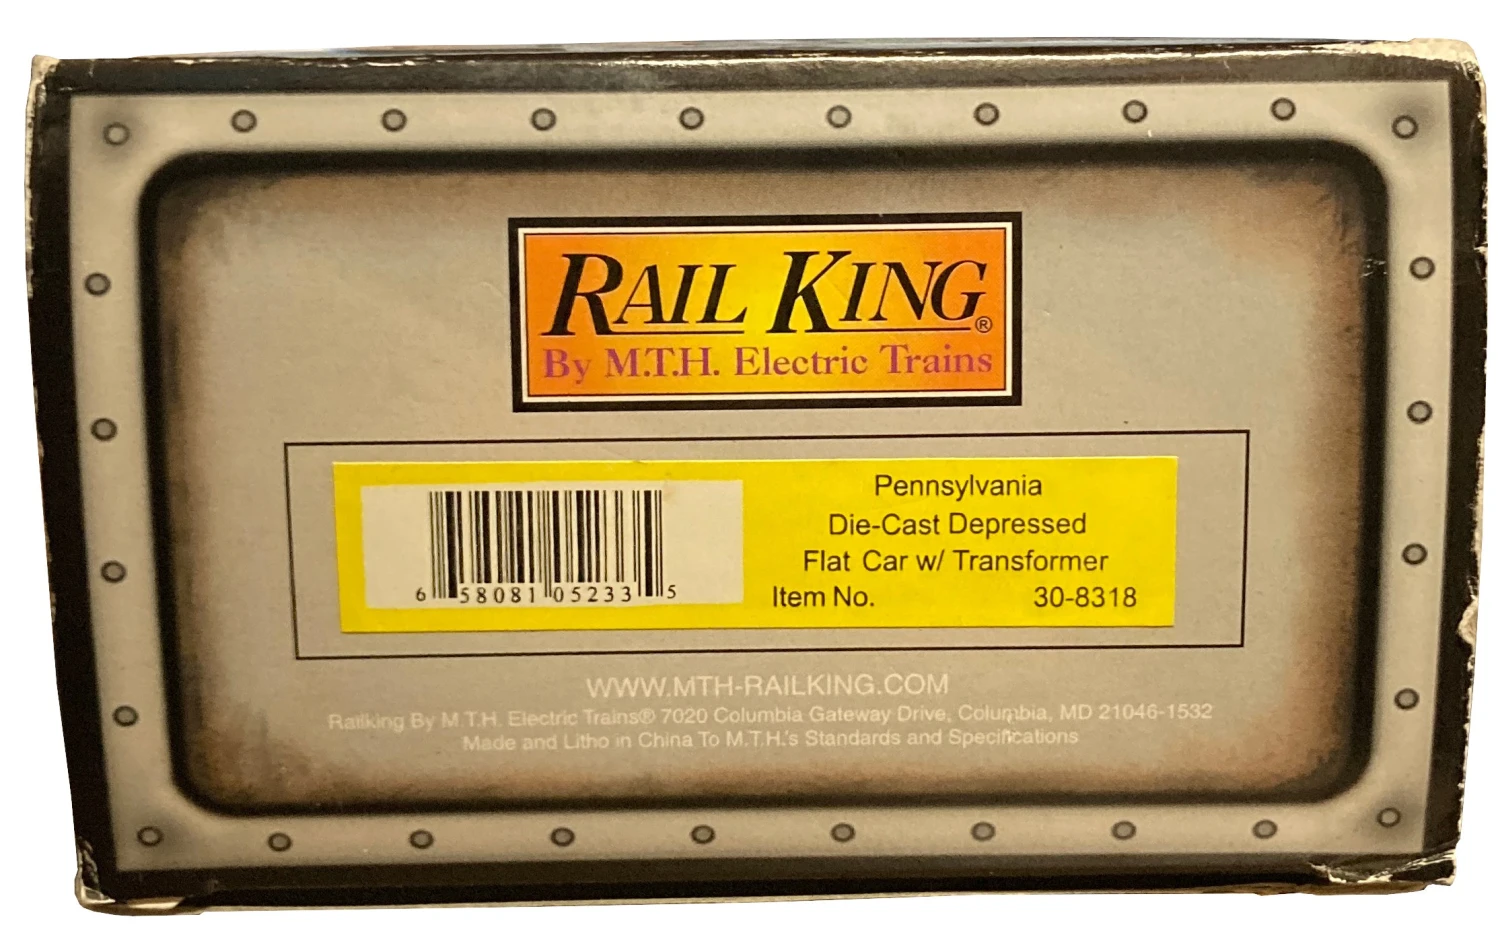 RAIL KING®
By M.T.H. Electric Trains
Pennsylvania
Die-Cast Depressed
Flat Car w/ Transformer
Item No. 30-8318
6 58081 05233 5
WWW.MTH-RAILKING.COM
Railking By M.T.H. Electric Trains® 7020 Columbia Gateway Drive, Columbia, MD 21046-1532
Made and Litho in China To M.T.H.'s Standards and Specifications